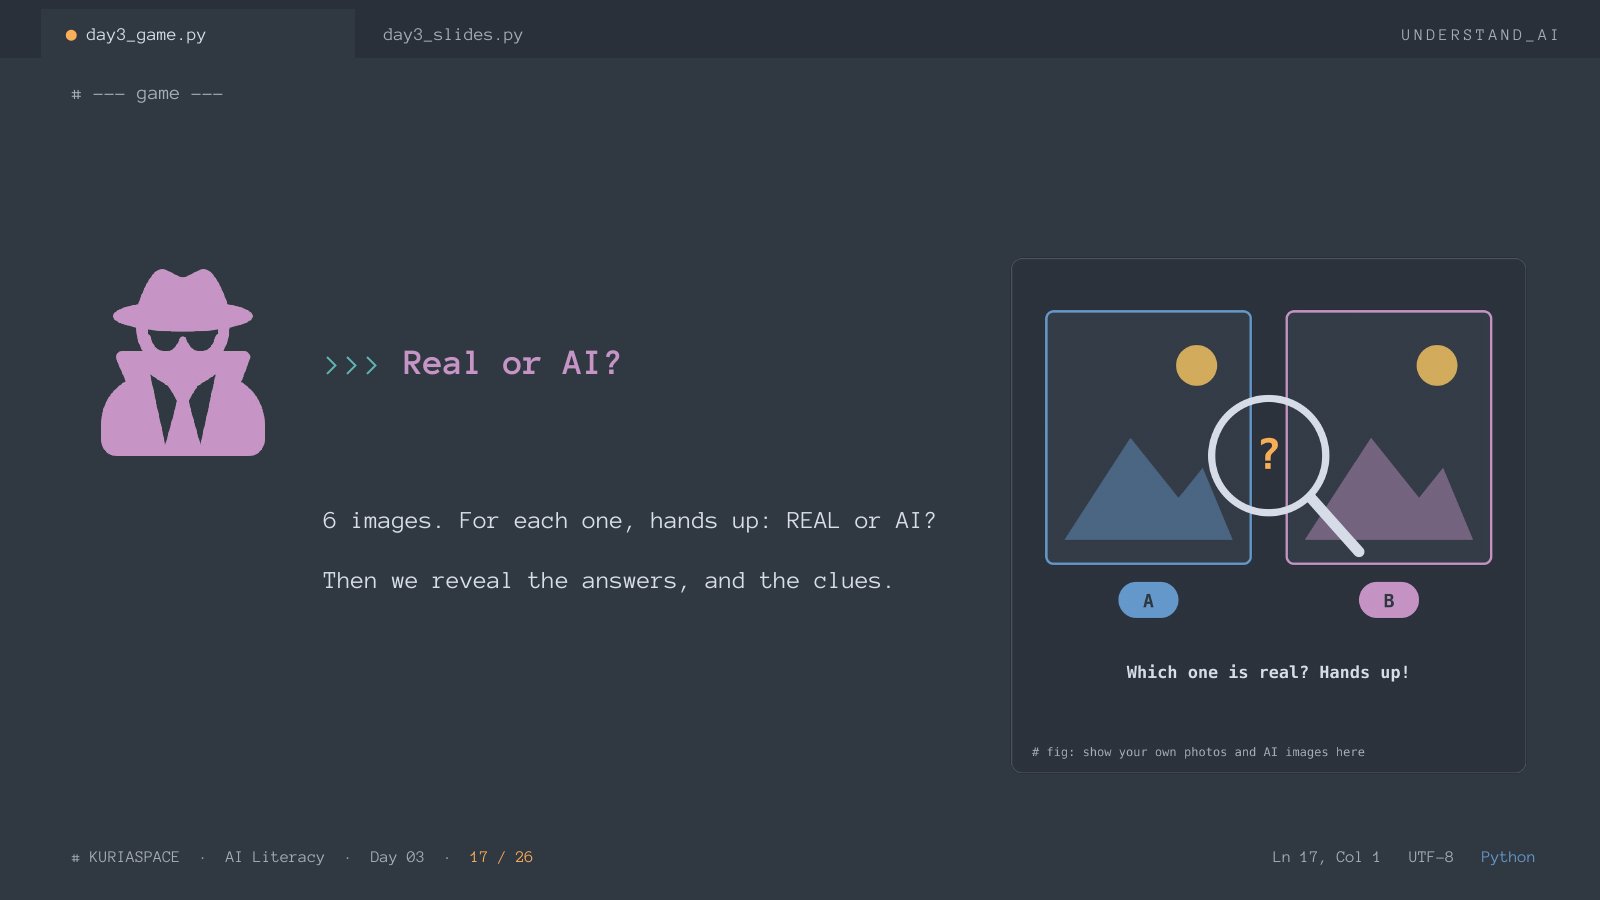 day3_game.py
day3_slides.py
UNDERSTAND_AI
# --- game ---
>>> Real or AI?
6 images. For each one, hands up: REAL or AI?
Then we reveal the answers, and the clues.
?
A
B
Which one is real? Hands up!
# fig: show your own photos and AI images here
# KURIASPACE · AI Literacy · Day 03 · 17 / 26
Ln 17, Col 1 UTF-8 Python